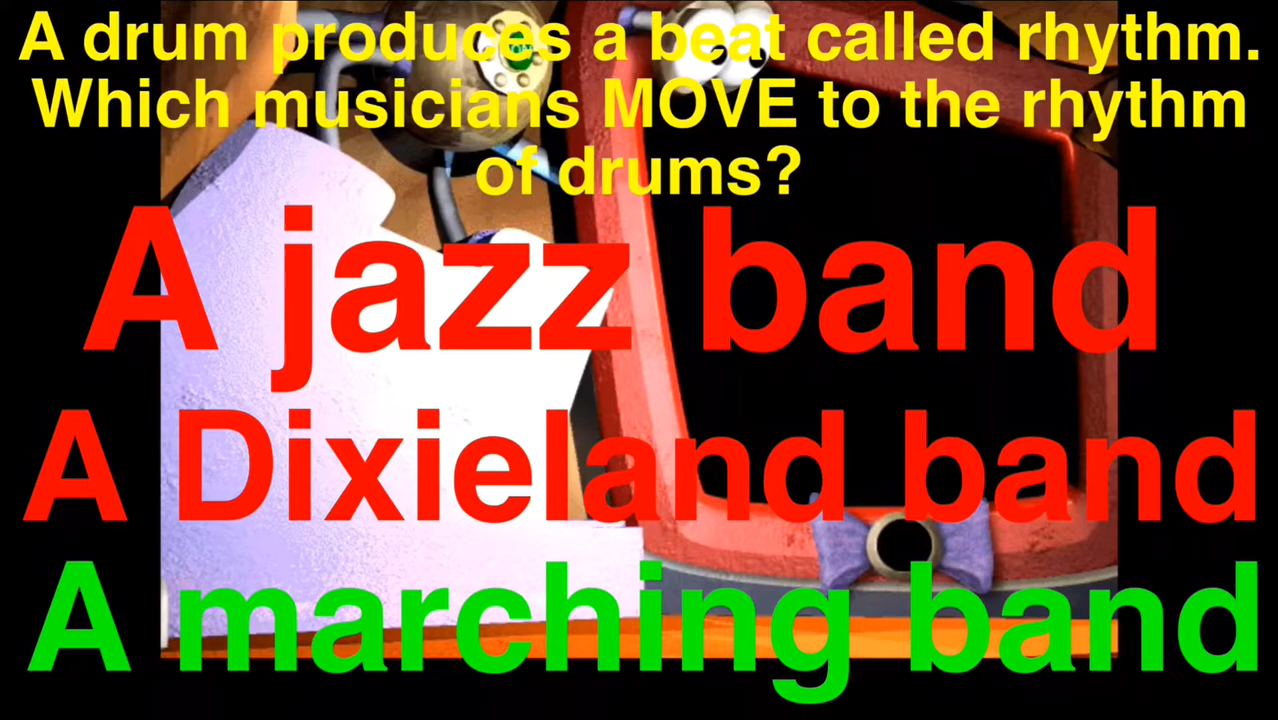 A drum produces a beat called rhythm.
Which musicians MOVE to the rhythm
of drums?
A jazz band
A Dixieland band
A marching band